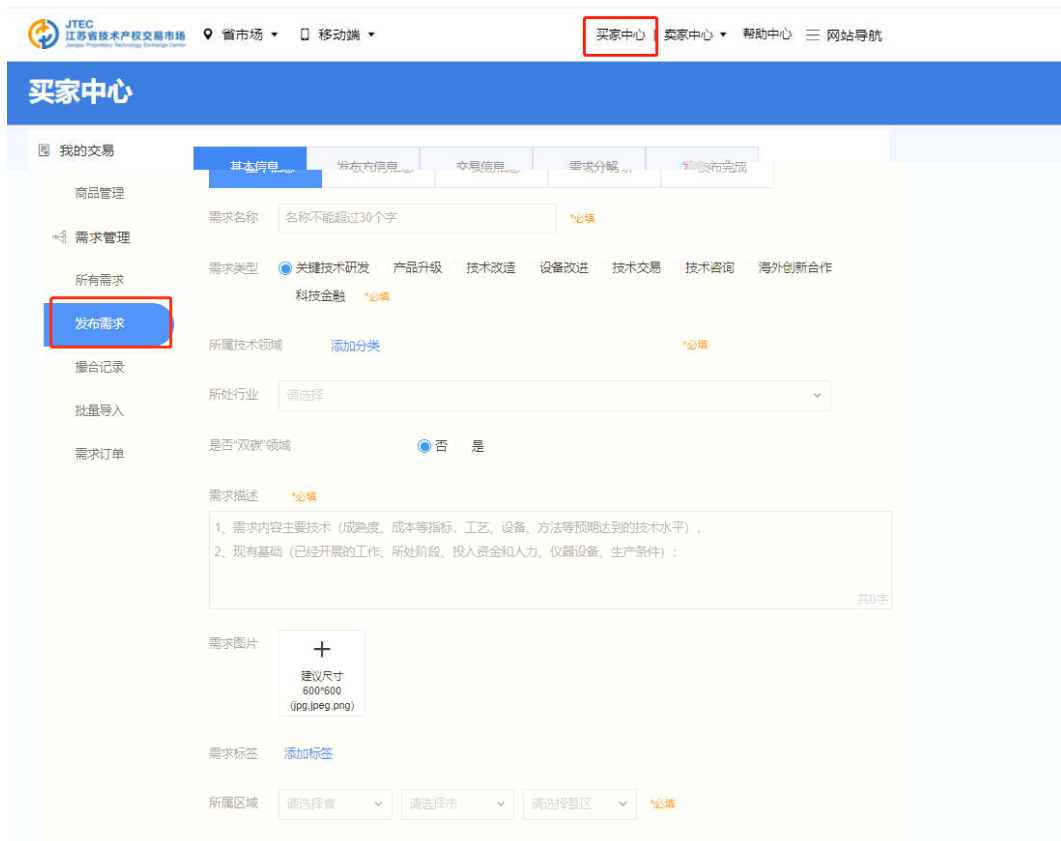 JTEC
江苏省技术产权交易市场
Jiangsu Proprietary Technology Exchange Center
省市场 移动端 买家中心 | 卖家中心 帮助中心 网站导航
买家中心
我的交易
基本信息 发布方信息 交易信息 需求分解 发布完成
商品管理
需求名称 名称不能超过30个字 *必填
需求管理
需求类型 关键技术研发 产品升级 技术改造 设备改进 技术交易 技术咨询 海外创新合作
所有需求
科技金融 *必填
发布需求
所属技术领域 添加分类 *必填
撮合记录
所处行业 请选择
批量导入
是否“双碳”领域 否 是
需求订单
需求描述 *必填
1、需求内容主要技术（成熟度、成本等指标，工艺、设备、方法等预期达到的技术水平）,
2、现有基础（已经开展的工作、所处阶段、投入资金和人力、仪器设备、生产条件）;
共0字
需求图片
建议尺寸
600*600
(jpg,jpeg,png)
需求标签 添加标签
所属区域 请选择省 请选择市 请选择县区 *必填